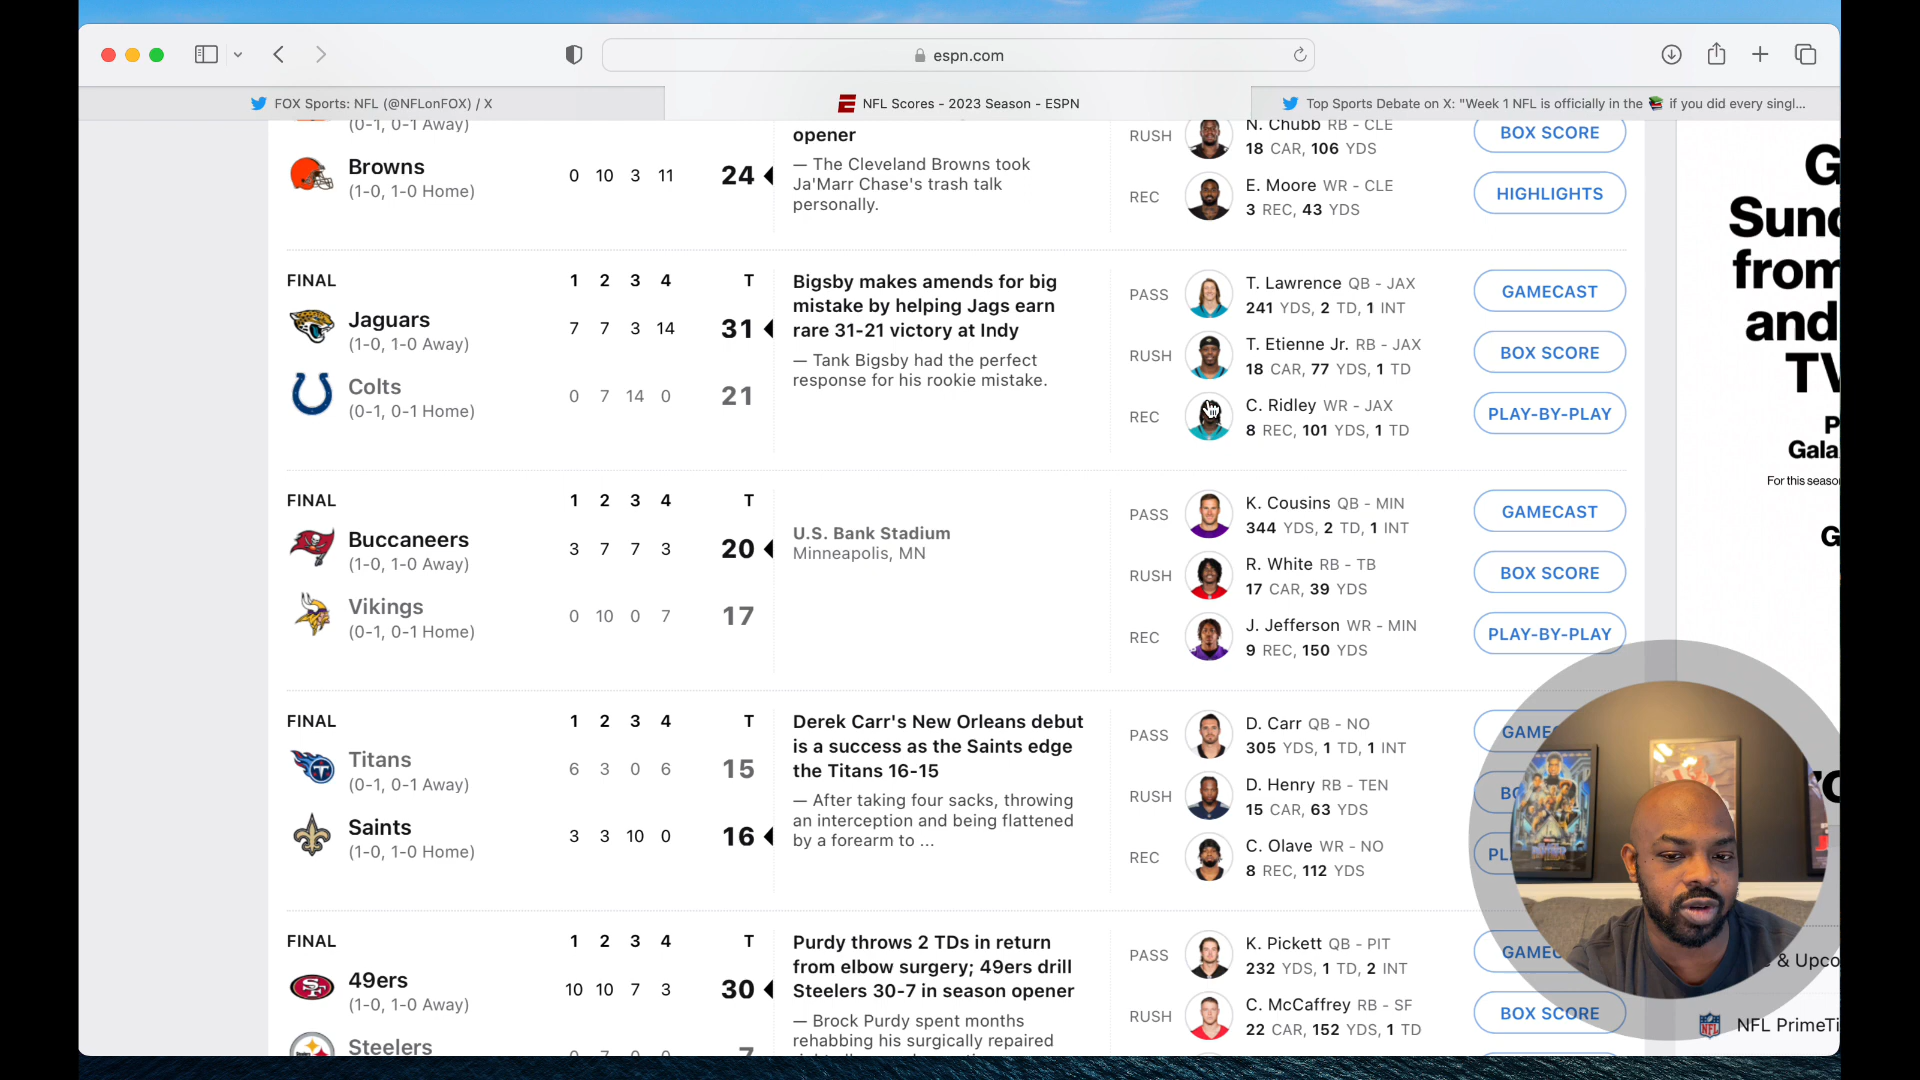 espn.com
FOX Sports: NFL (@NFLonFOX) / X
NFL Scores - 2023 Season - ESPN
Top Sports Debate on X: "Week 1 NFL is officially in the 📚 if you did every singl...
(0-1, 0-1 Away)
Browns
(1-0, 1-0 Home)
0 10 3 11 24
opener
— The Cleveland Browns took
Ja'Marr Chase's trash talk
personally.
RUSH
N. Chubb RB - CLE
18 CAR, 106 YDS
REC
E. Moore WR - CLE
3 REC, 43 YDS
BOX SCORE
HIGHLIGHTS
FINAL 1 2 3 4 T
Jaguars
(1-0, 1-0 Away)
7 7 3 14 31
Colts
(0-1, 0-1 Home)
0 7 14 0 21
Bigsby makes amends for big
mistake by helping Jags earn
rare 31-21 victory at Indy
— Tank Bigsby had the perfect
response for his rookie mistake.
PASS
T. Lawrence QB - JAX
241 YDS, 2 TD, 1 INT
RUSH
T. Etienne Jr. RB - JAX
18 CAR, 77 YDS, 1 TD
REC
C. Ridley WR - JAX
8 REC, 101 YDS, 1 TD
GAMECAST
BOX SCORE
PLAY-BY-PLAY
FINAL 1 2 3 4 T
Buccaneers
(1-0, 1-0 Away)
3 7 7 3 20
Vikings
(0-1, 0-1 Home)
0 10 0 7 17
U.S. Bank Stadium
Minneapolis, MN
PASS
K. Cousins QB - MIN
344 YDS, 2 TD, 1 INT
RUSH
R. White RB - TB
17 CAR, 39 YDS
REC
J. Jefferson WR - MIN
9 REC, 150 YDS
GAMECAST
BOX SCORE
PLAY-BY-PLAY
FINAL 1 2 3 4 T
Titans
(0-1, 0-1 Away)
6 3 0 6 15
Saints
(1-0, 1-0 Home)
3 3 10 0 16
Derek Carr's New Orleans debut
is a success as the Saints edge
the Titans 16-15
— After taking four sacks, throwing
an interception and being flattened
by a forearm to ...
PASS
D. Carr QB - NO
305 YDS, 1 TD, 1 INT
RUSH
D. Henry RB - TEN
15 CAR, 63 YDS
REC
C. Olave WR - NO
8 REC, 112 YDS
FINAL 1 2 3 4 T
49ers
(1-0, 1-0 Away)
10 10 7 3 30
Steelers
Purdy throws 2 TDs in return
from elbow surgery; 49ers drill
Steelers 30-7 in season opener
— Brock Purdy spent months
rehabbing his surgically repaired
PASS
K. Pickett QB - PIT
232 YDS, 1 TD, 2 INT
RUSH
C. McCaffrey RB - SF
22 CAR, 152 YDS, 1 TD
BOX SCORE
from
and
For this
& Upco
NFL PrimeTi